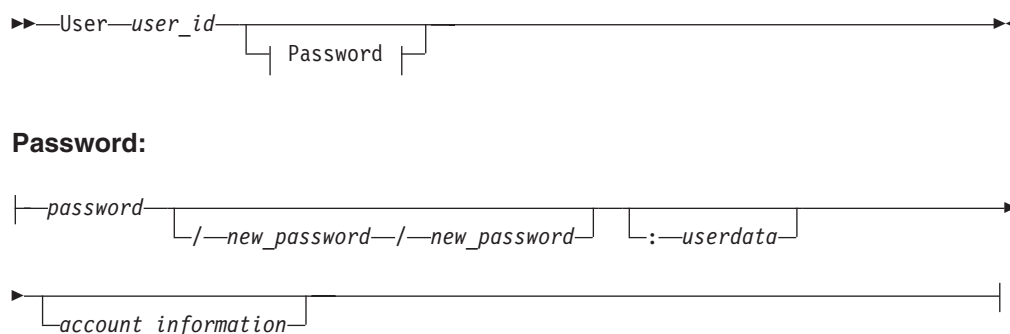 User user_id
Password
Password:
password
/ new_password / new_password : userdata
account information